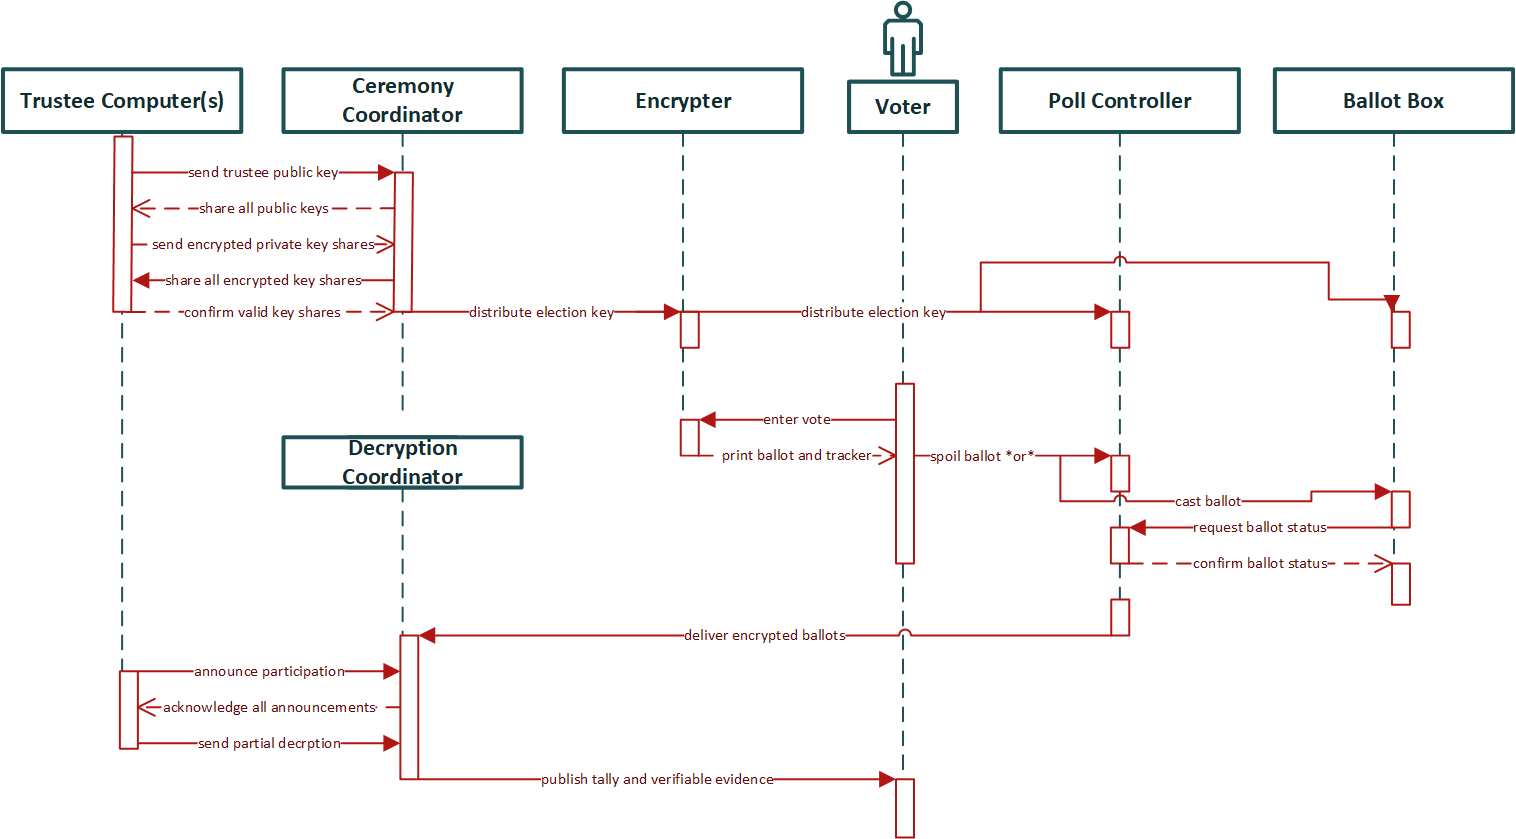 Trustee Computer(s)
Ceremony
Coordinator
Encrypter
Voter
Poll Controller
Ballot Box
send trustee public key
share all public keys
send encrypted private key shares
share all encrypted key shares
confirm valid key shares
distribute election key
distribute election key
enter vote
Decryption
Coordinator
print ballot and tracker
spoil ballot *or*
cast ballot
request ballot status
confirm ballot status
deliver encrypted ballots
announce participation
acknowledge all announcements
send partial decrption
publish tally and verifiable evidence